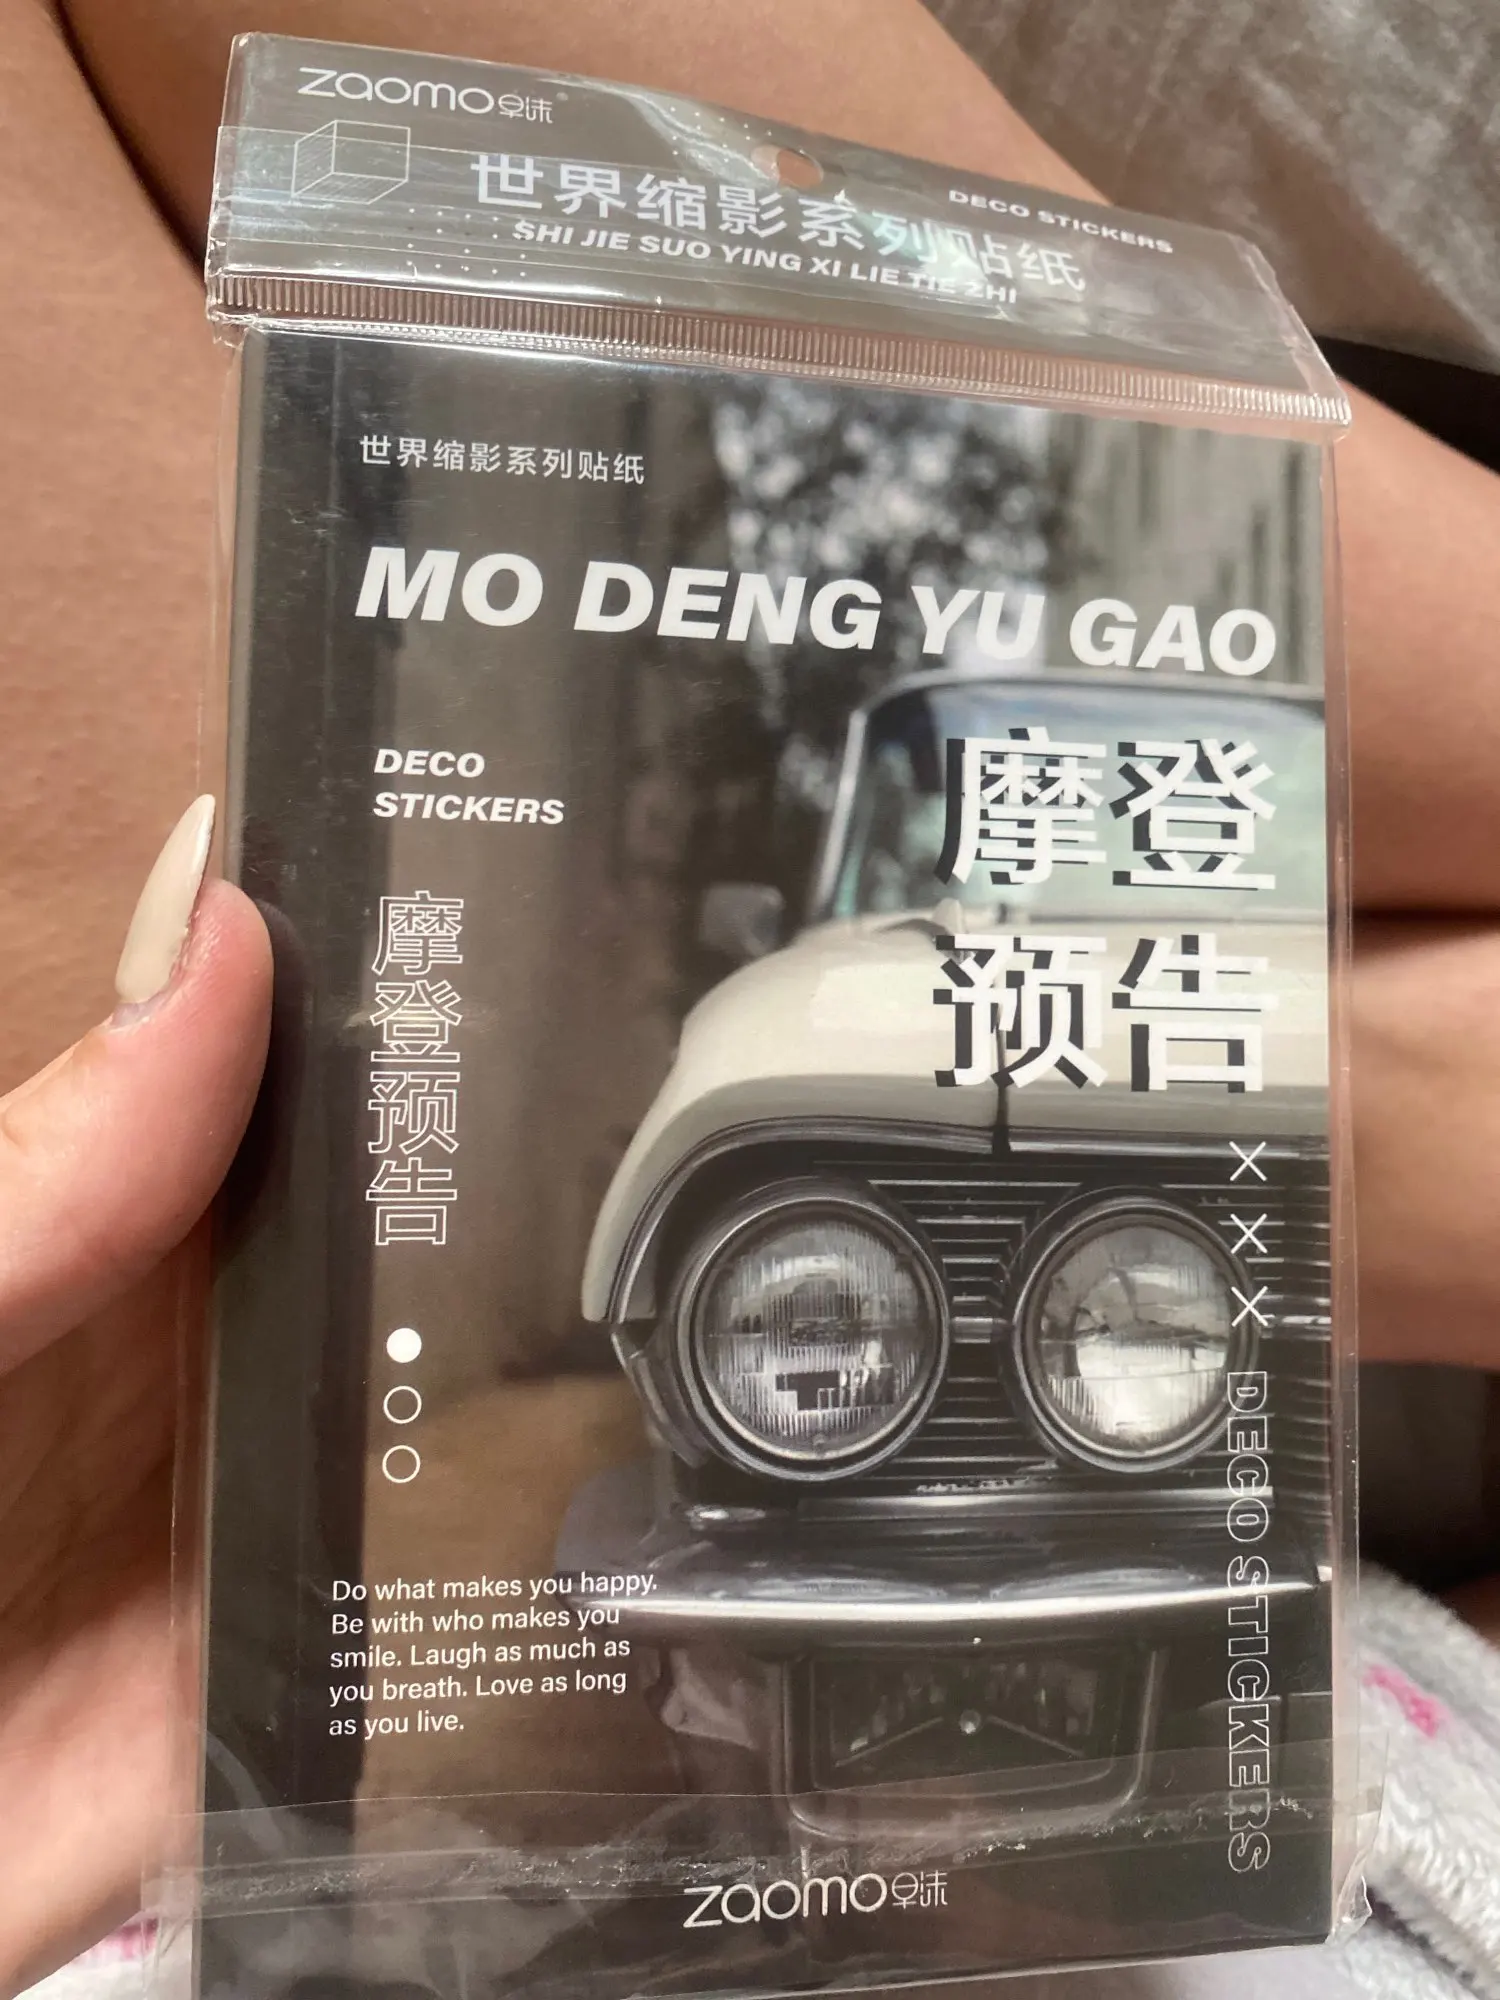 zaomo早沫®
世界缩影系列贴纸
SHI JIE SUO YING XI LIE TIE ZHI
DECO STICKERS
世界缩影系列贴纸
MO DENG YU GAO
DECO
STICKERS
摩登
预告
摩登预告
×××
DECO STICKERS
Do what makes you happy.
Be with who makes you
smile. Laugh as much as
you breath. Love as long
as you live.
zaomo早沫